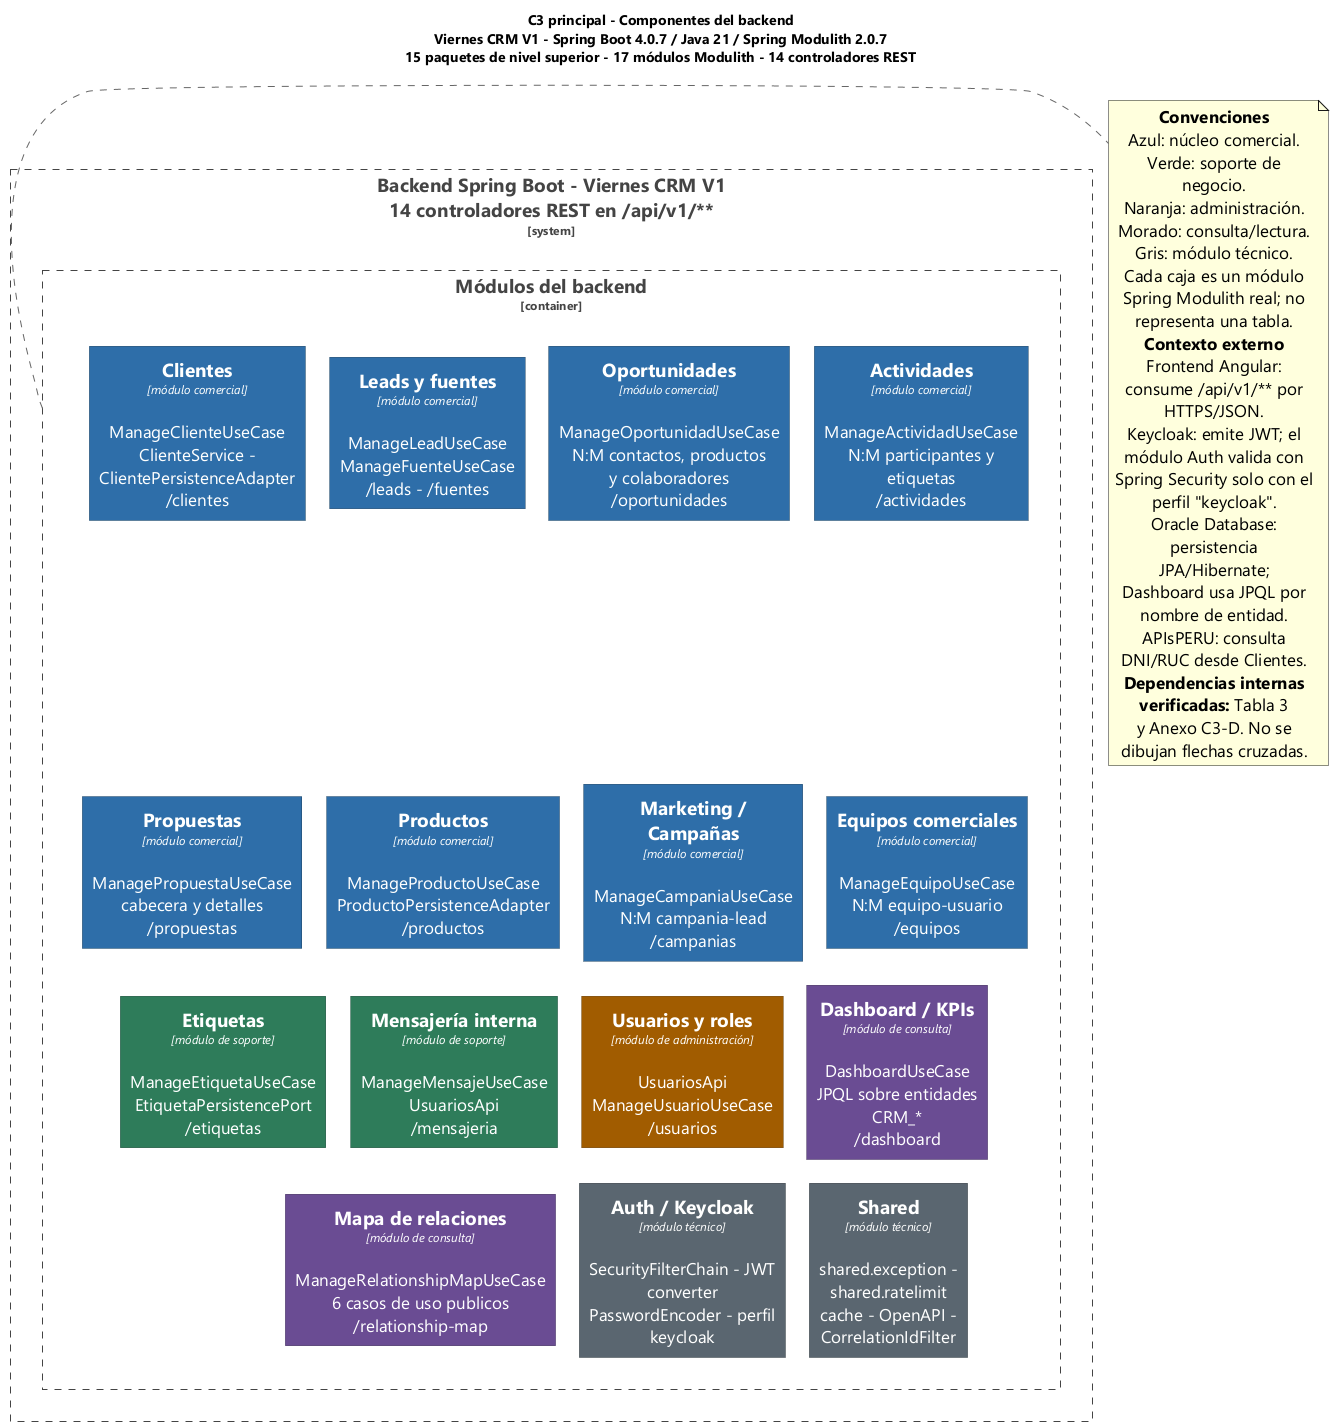 C3 principal - Componentes del backend
Viernes CRM V1 - Spring Boot 4.0.7 / Java 21 / Spring Modulith 2.0.7
15 paquetes de nivel superior - 17 módulos Modulith - 14 controladores REST
Convenciones
Azul: núcleo comercial.
Verde: soporte de
negocio.
Naranja: administración.
Morado: consulta/lectura.
Gris: módulo técnico.
Cada caja es un módulo
Spring Modulith real; no
representa una tabla.
Contexto externo
Frontend Angular:
consume /api/v1/** por
HTTPS/JSON.
Keycloak: emite JWT; el
módulo Auth valida con
Spring Security solo con el
perfil "keycloak".
Oracle Database:
persistencia
JPA/Hibernate;
Dashboard usa JPQL por
nombre de entidad.
APIsPERU: consulta
DNI/RUC desde Clientes.
Dependencias internas
verificadas: Tabla 3
y Anexo C3-D. No se
dibujan flechas cruzadas.
Backend Spring Boot - Viernes CRM V1
14 controladores REST en /api/v1/**
[system]
Módulos del backend
[container]
Clientes
[módulo comercial]
ManageClienteUseCase
ClienteService -
ClientePersistenceAdapter
/clientes
Leads y fuentes
[módulo comercial]
ManageLeadUseCase
ManageFuenteUseCase
/leads - /fuentes
Oportunidades
[módulo comercial]
ManageOportunidadUseCase
N:M contactos, productos
y colaboradores
/oportunidades
Actividades
[módulo comercial]
ManageActividadUseCase
N:M participantes y
etiquetas
/actividades
Propuestas
[módulo comercial]
ManagePropuestaUseCase
cabecera y detalles
/propuestas
Productos
[módulo comercial]
ManageProductoUseCase
ProductoPersistenceAdapter
/productos
Marketing /
Campañas
[módulo comercial]
ManageCampaniaUseCase
N:M campania-lead
/campanias
Equipos comerciales
[módulo comercial]
ManageEquipoUseCase
N:M equipo-usuario
/equipos
Etiquetas
[módulo de soporte]
ManageEtiquetaUseCase
EtiquetaPersistencePort
/etiquetas
Mensajería interna
[módulo de soporte]
ManageMensajeUseCase
UsuariosApi
/mensajeria
Usuarios y roles
[módulo de administración]
UsuariosApi
ManageUsuarioUseCase
/usuarios
Dashboard / KPIs
[módulo de consulta]
DashboardUseCase
JPQL sobre entidades
CRM_*
/dashboard
Mapa de relaciones
[módulo de consulta]
ManageRelationshipMapUseCase
6 casos de uso publicos
/relationship-map
Auth / Keycloak
[módulo técnico]
SecurityFilterChain - JWT
converter
PasswordEncoder - perfil
keycloak
Shared
[módulo técnico]
shared.exception -
shared.ratelimit
cache - OpenAPI -
CorrelationIdFilter